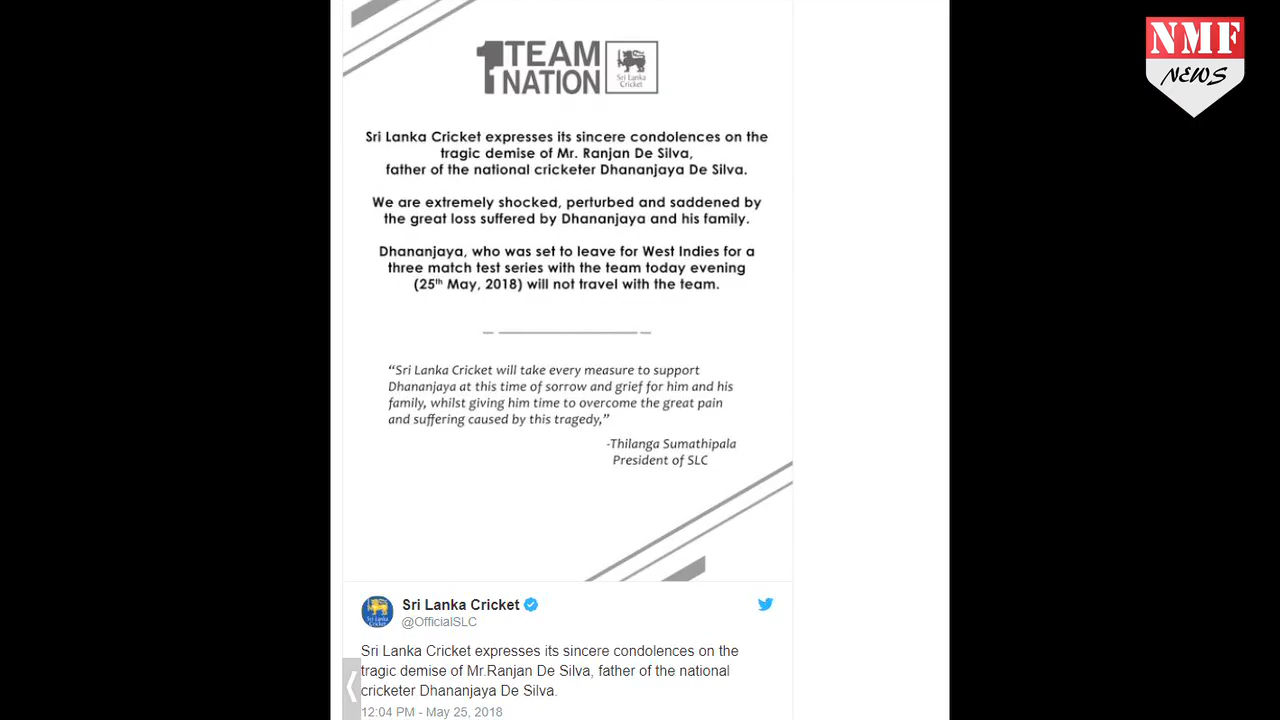 NMF
NEWS
1 TEAM
1 NATION
Sri Lanka
Cricket
Sri Lanka Cricket expresses its sincere condolences on the
tragic demise of Mr. Ranjan De Silva,
father of the national cricketer Dhananjaya De Silva.
We are extremely shocked, perturbed and saddened by
the great loss suffered by Dhananjaya and his family.
Dhananjaya, who was set to leave for West Indies for a
three match test series with the team today evening
(25th May, 2018) will not travel with the team.
“Sri Lanka Cricket will take every measure to support
Dhananjaya at this time of sorrow and grief for him and his
family, whilst giving him time to overcome the great pain
and suffering caused by this tragedy,”
-Thilanga Sumathipala
President of SLC
Sri Lanka Cricket
@OfficialSLC
Sri Lanka Cricket expresses its sincere condolences on the
tragic demise of Mr.Ranjan De Silva, father of the national
cricketer Dhananjaya De Silva.
12:04 PM - May 25, 2018